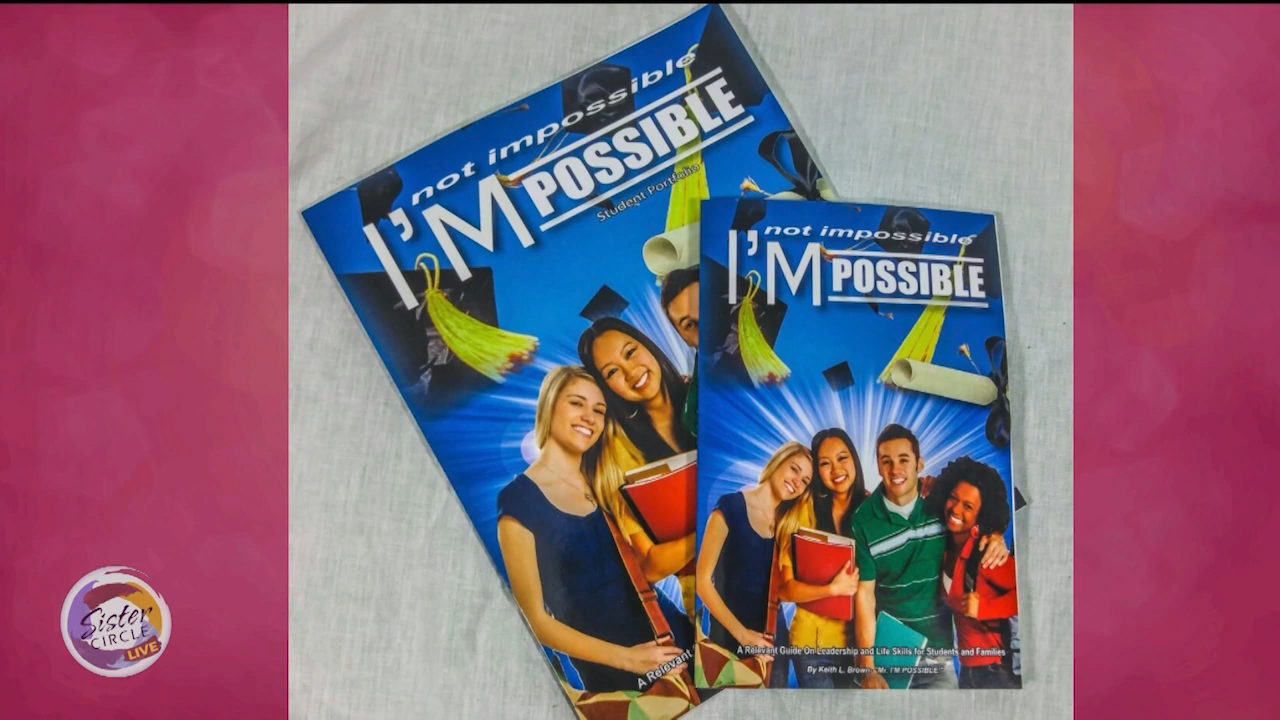 not impossible
I'M POSSIBLE
Student Portfolio
A Relevant
not impossible
I'M POSSIBLE
A Relevant Guide On Leadership and Life Skills for Students and Families
By Keith L. Brown "Mr. I'M POSSIBLE"
Sister
CIRCLE
LIVE